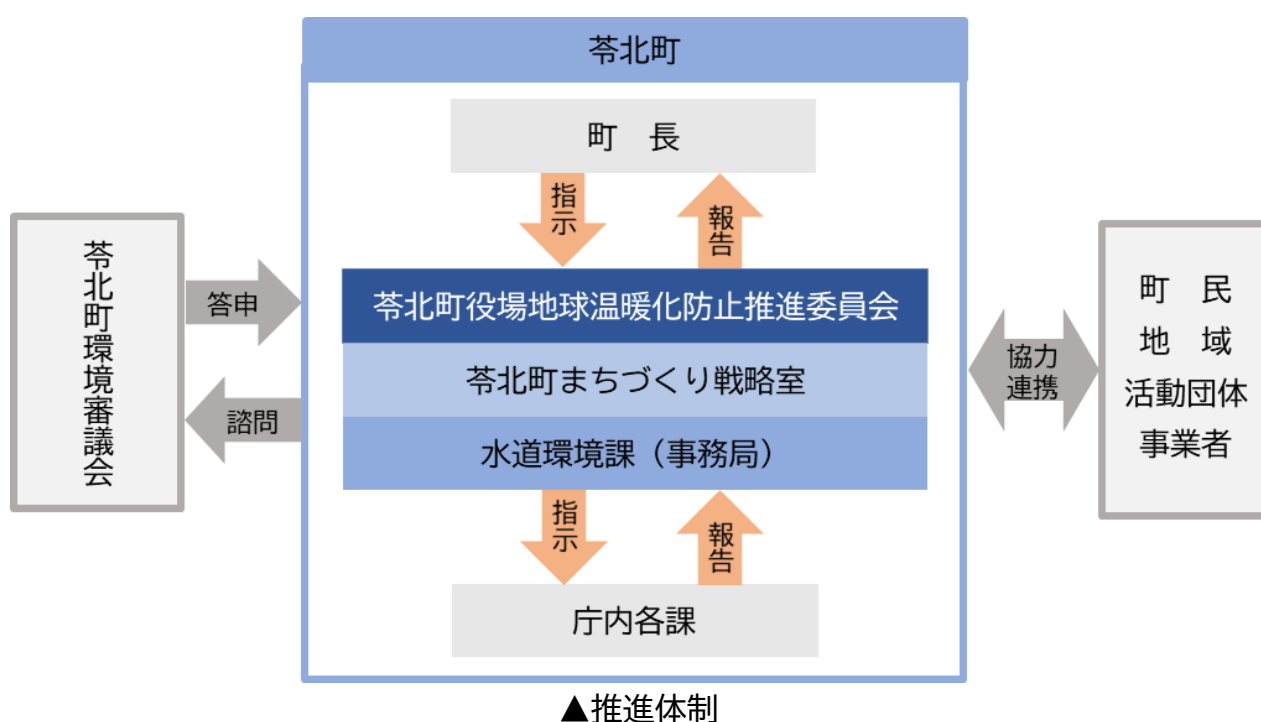 苓北町
町　長
指示
報告
苓北町役場地球温暖化防止推進委員会
苓北町まちづくり戦略室
水道環境課（事務局）
指示
報告
庁内各課
苓北町環境審議会
答申
諮問
協力
連携
町　民
地　域
活動団体
事業者
▲推進体制